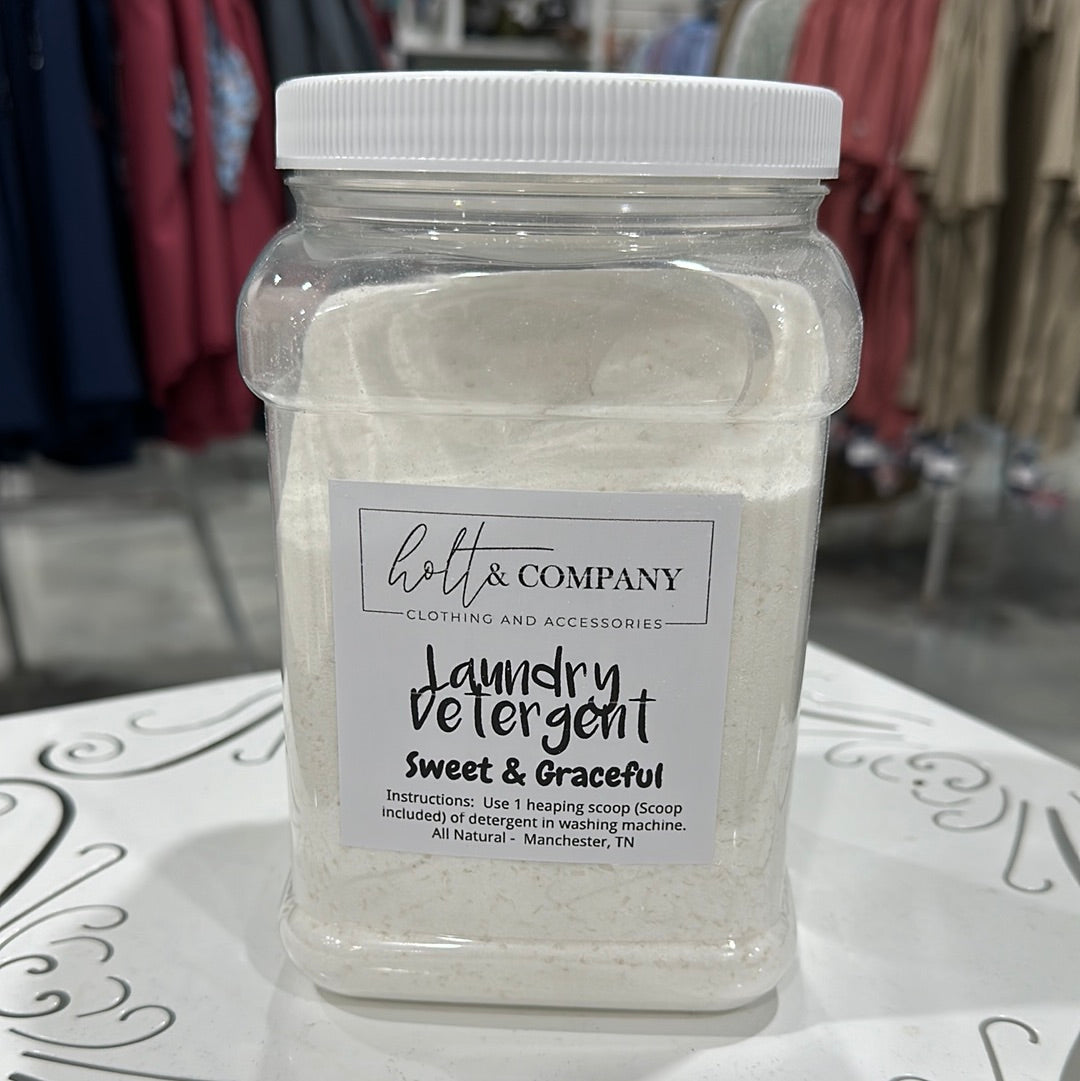 holt & COMPANY
CLOTHING AND ACCESSORIES
Laundry
Detergent
Sweet & Graceful
Instructions: Use 1 heaping scoop (Scoop
included) of detergent in washing machine.
All Natural - Manchester, TN